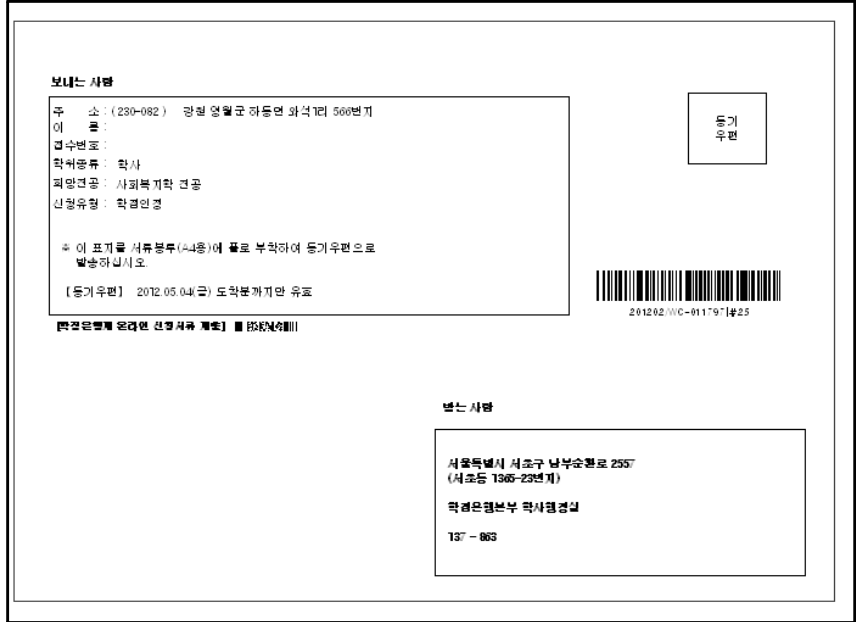 보내는 사람
주 소 : (230-082) 강원 영월군 하동면 와석1리 566번지
이 름 :
접수번호 :
학위종류 : 학사
희망전공 : 사회복지학 전공
신청유형 : 학점인정
※ 이 표지를 서류봉투(A4용)에 풀로 부착하여 등기우편으로
발송하십시오.
[등기우편] 2012.05.04(금) 도착분까지만 유효
[학점은행제 온라인 신청서류 재중]
등기
우편
201202/WC-011797|#25
받는 사람
서울특별시 서초구 남부순환로 2557
(서초동 1365-23번지)
학점은행본부 학사행정실
137 - 863